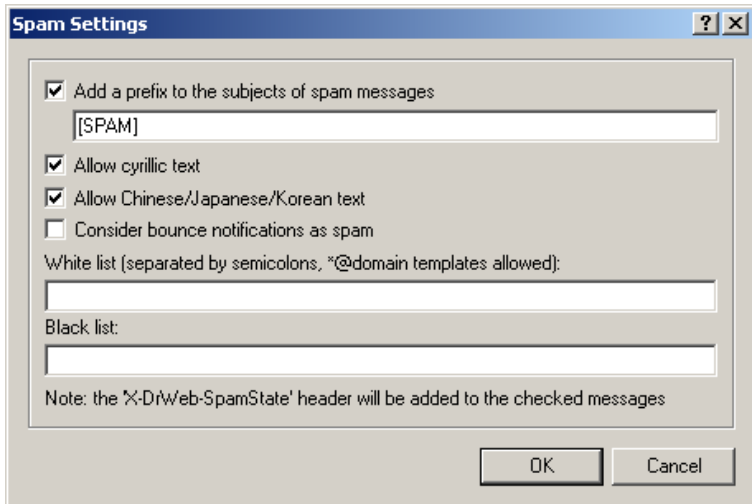 Spam Settings
Add a prefix to the subjects of spam messages
[SPAM]
Allow cyrillic text
Allow Chinese/Japanese/Korean text
Consider bounce notifications as spam
White list (separated by semicolons, *@domain templates allowed):
Black list:
Note: the 'X-DrWeb-SpamState' header will be added to the checked messages
OK Cancel